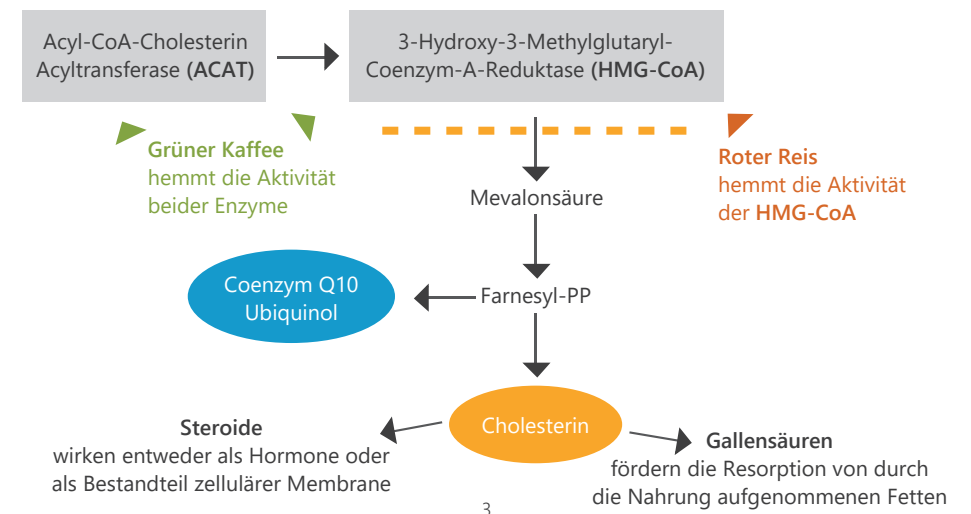 Acyl-CoA-Cholesterin
Acyltransferase (ACAT)
3-Hydroxy-3-Methylglutaryl-
Coenzym-A-Reduktase (HMG-CoA)
Grüner Kaffee
hemmt die Aktivität
beider Enzyme
Roter Reis
hemmt die Aktivität
der HMG-CoA
Mevalonsäure
Coenzym Q10
Ubiquinol
Farnesyl-PP
Cholesterin
Steroide
wirken entweder als Hormone oder
als Bestandteil zellulärer Membrane
Gallensäuren
fördern die Resorption von durch
die Nahrung aufgenommenen Fetten
3